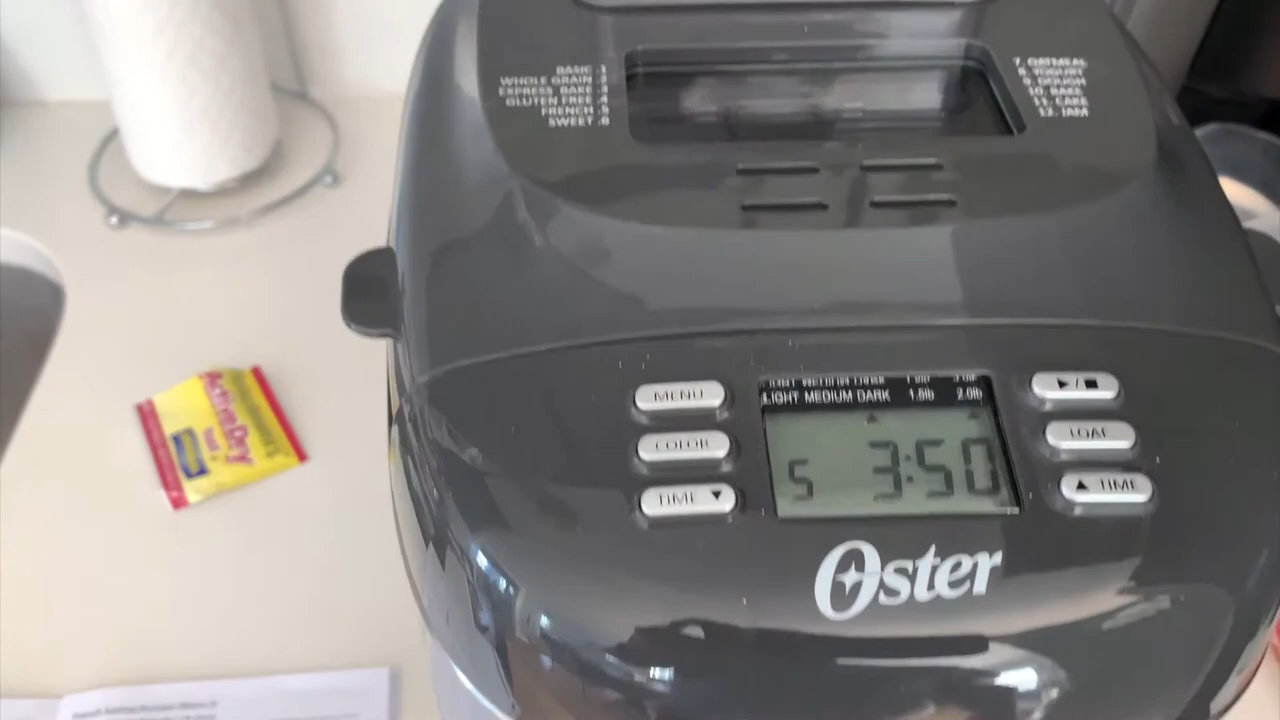 BASIC .1
WHOLE GRAIN .2
EXPRESS BAKE .3
GLUTEN FREE .4
FRENCH .5
SWEET .6
7. OATMEAL
8. YOGURT
9. DOUGH
10. BAKE
11. CAKE
12. JAM
MENU
COLOR
TIME ▼
LIGHT MEDIUM DARK 1.5lb 2.0lb
5 3:50
▶/■
LOAF
▲ TIME
Oster
ActiveDry